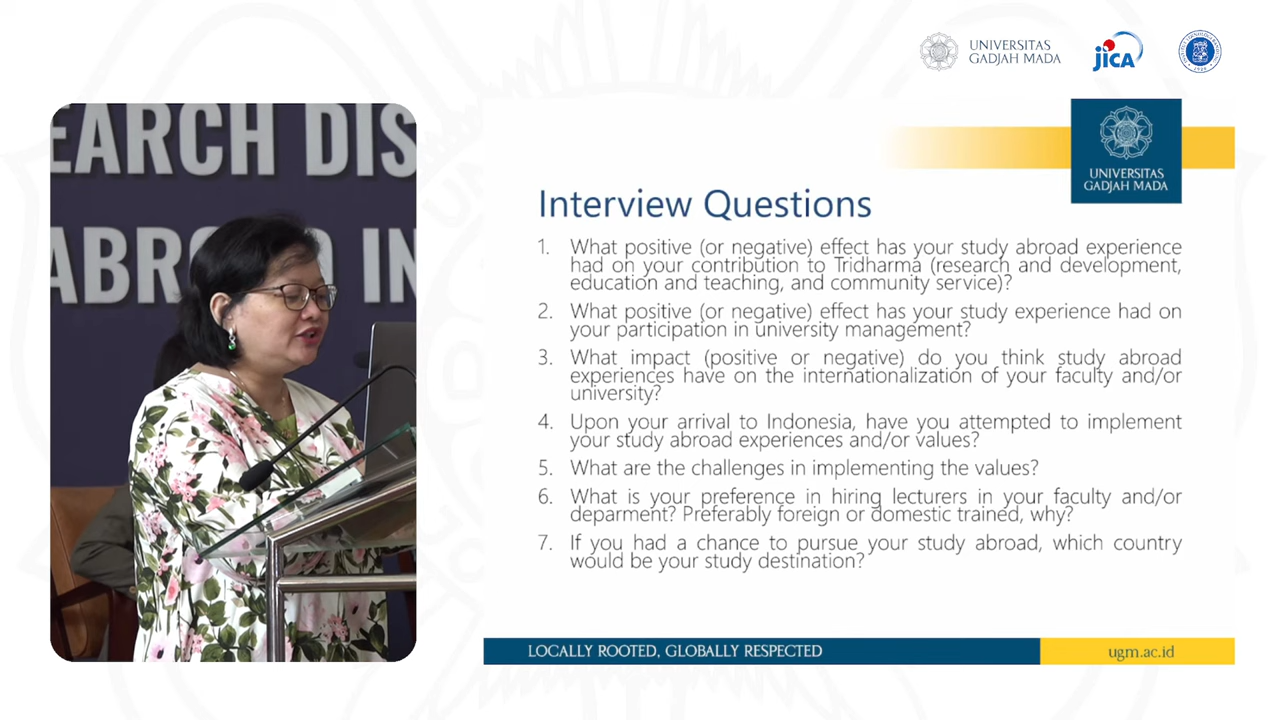 UNIVERSITAS
GADJAH MADA
JICA
EARCH DIS
ABROAD IN
UNIVERSITAS
GADJAH MADA
Interview Questions
1. What positive (or negative) effect has your study abroad experience
had on your contribution to Tridharma (research and development,
education and teaching, and community service)?
2. What positive (or negative) effect has your study experience had on
your participation in university management?
3. What impact (positive or negative) do you think study abroad
experiences have on the internationalization of your faculty and/or
university?
4. Upon your arrival to Indonesia, have you attempted to implement
your study abroad experiences and/or values?
5. What are the challenges in implementing the values?
6. What is your preference in hiring lecturers in your faculty and/or
deparment? Preferably foreign or domestic trained, why?
7. If you had a chance to pursue your study abroad, which country
would be your study destination?
LOCALLY ROOTED, GLOBALLY RESPECTED
ugm.ac.id